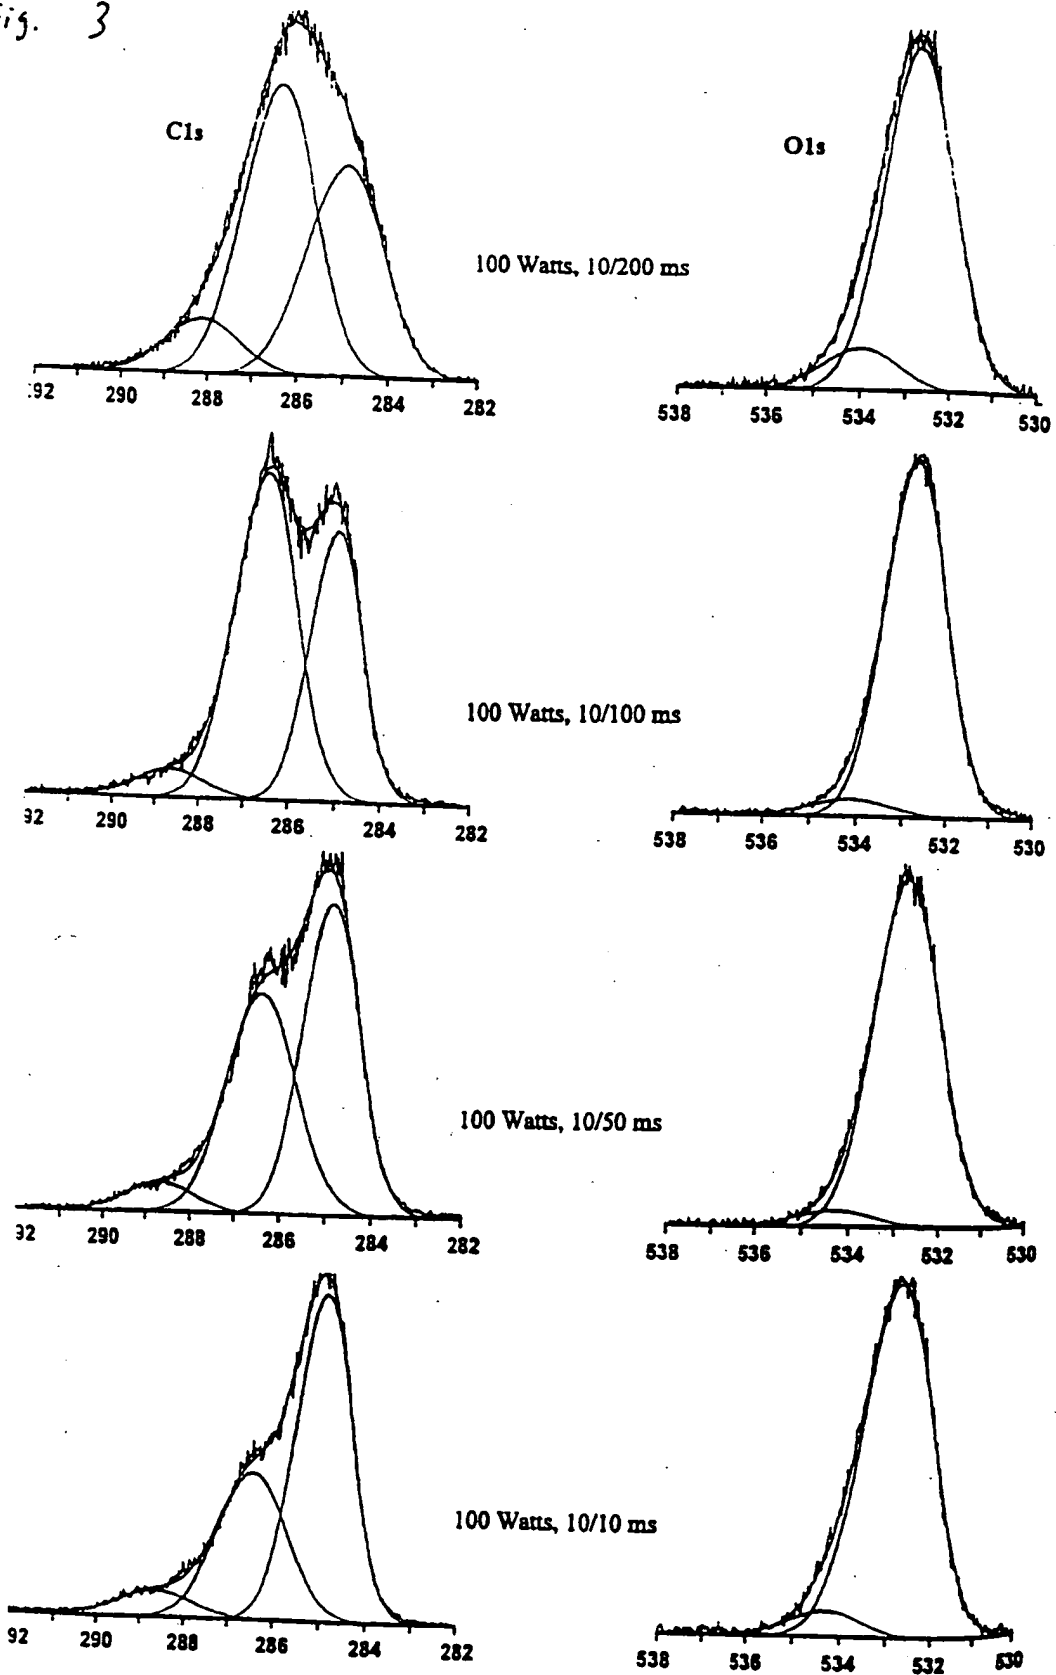 Fig. 3
C1s
O1s
100 Watts, 10/200 ms
:92 290 288 286 284 282
538 536 534 532 530
100 Watts, 10/100 ms
92 290 288 286 284 282
538 536 534 532 530
100 Watts, 10/50 ms
92 290 288 286 284 282
538 536 534 532 530
100 Watts, 10/10 ms
92 290 288 286 284 282
538 536 534 532 530